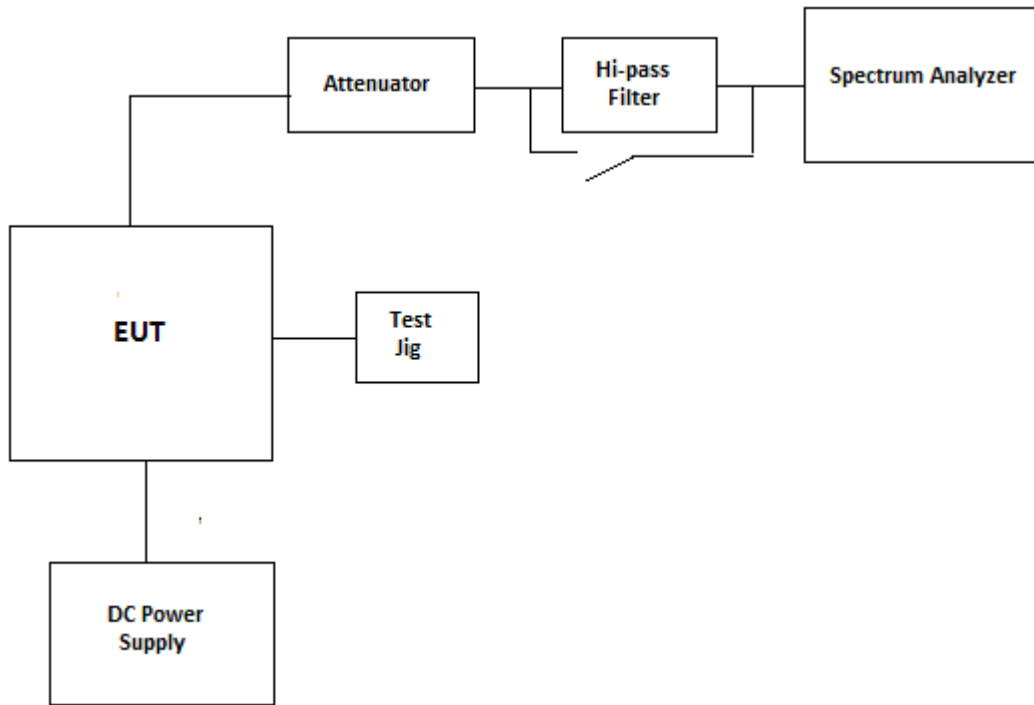 Attenuator
Hi-pass
Filter
Spectrum Analyzer
EUT
Test
Jig
DC Power
Supply